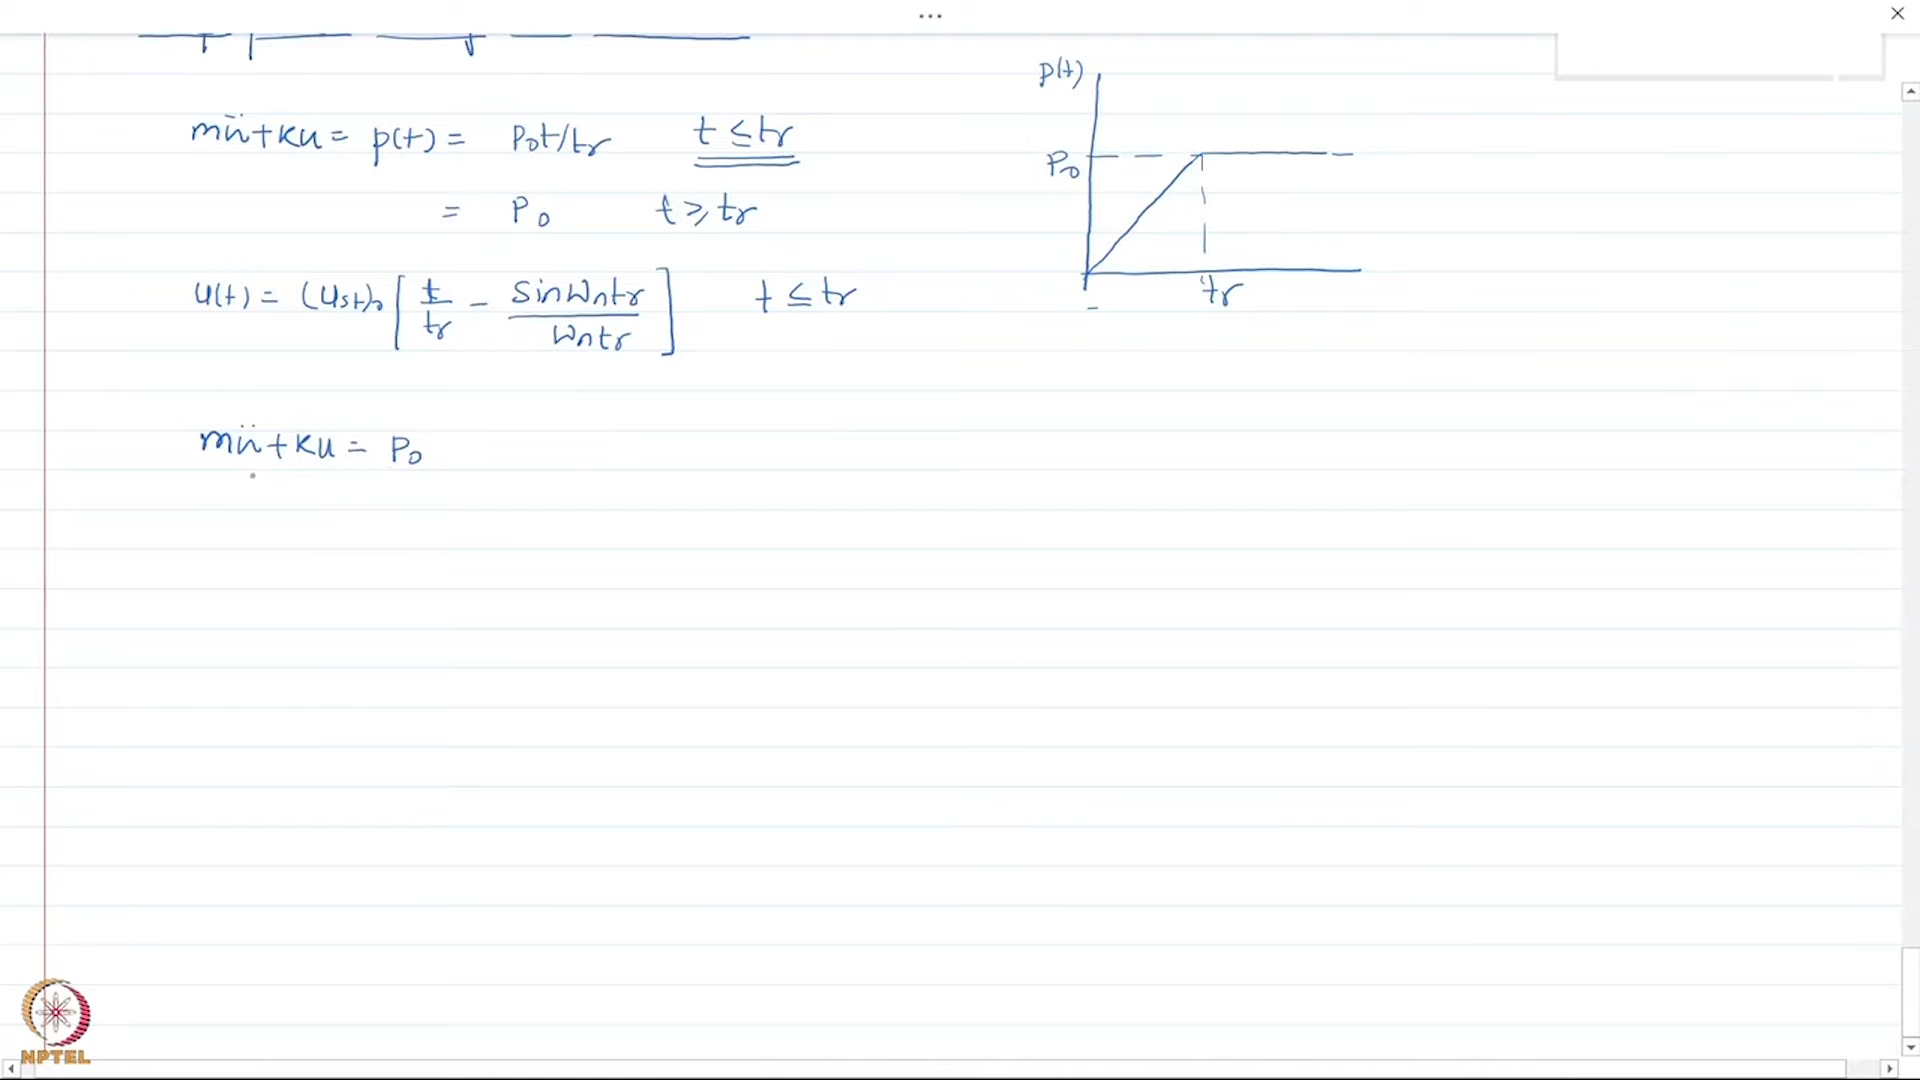 mü+ku = p(t) = P₀t/tr t ≤ tr
= P₀ t ≥ tr
u(t) = (ust)₀ [ t/tr - sinωntr/ωntr ] t ≤ tr
mü+ku = P₀
p(t)
P₀
tr
NPTEL